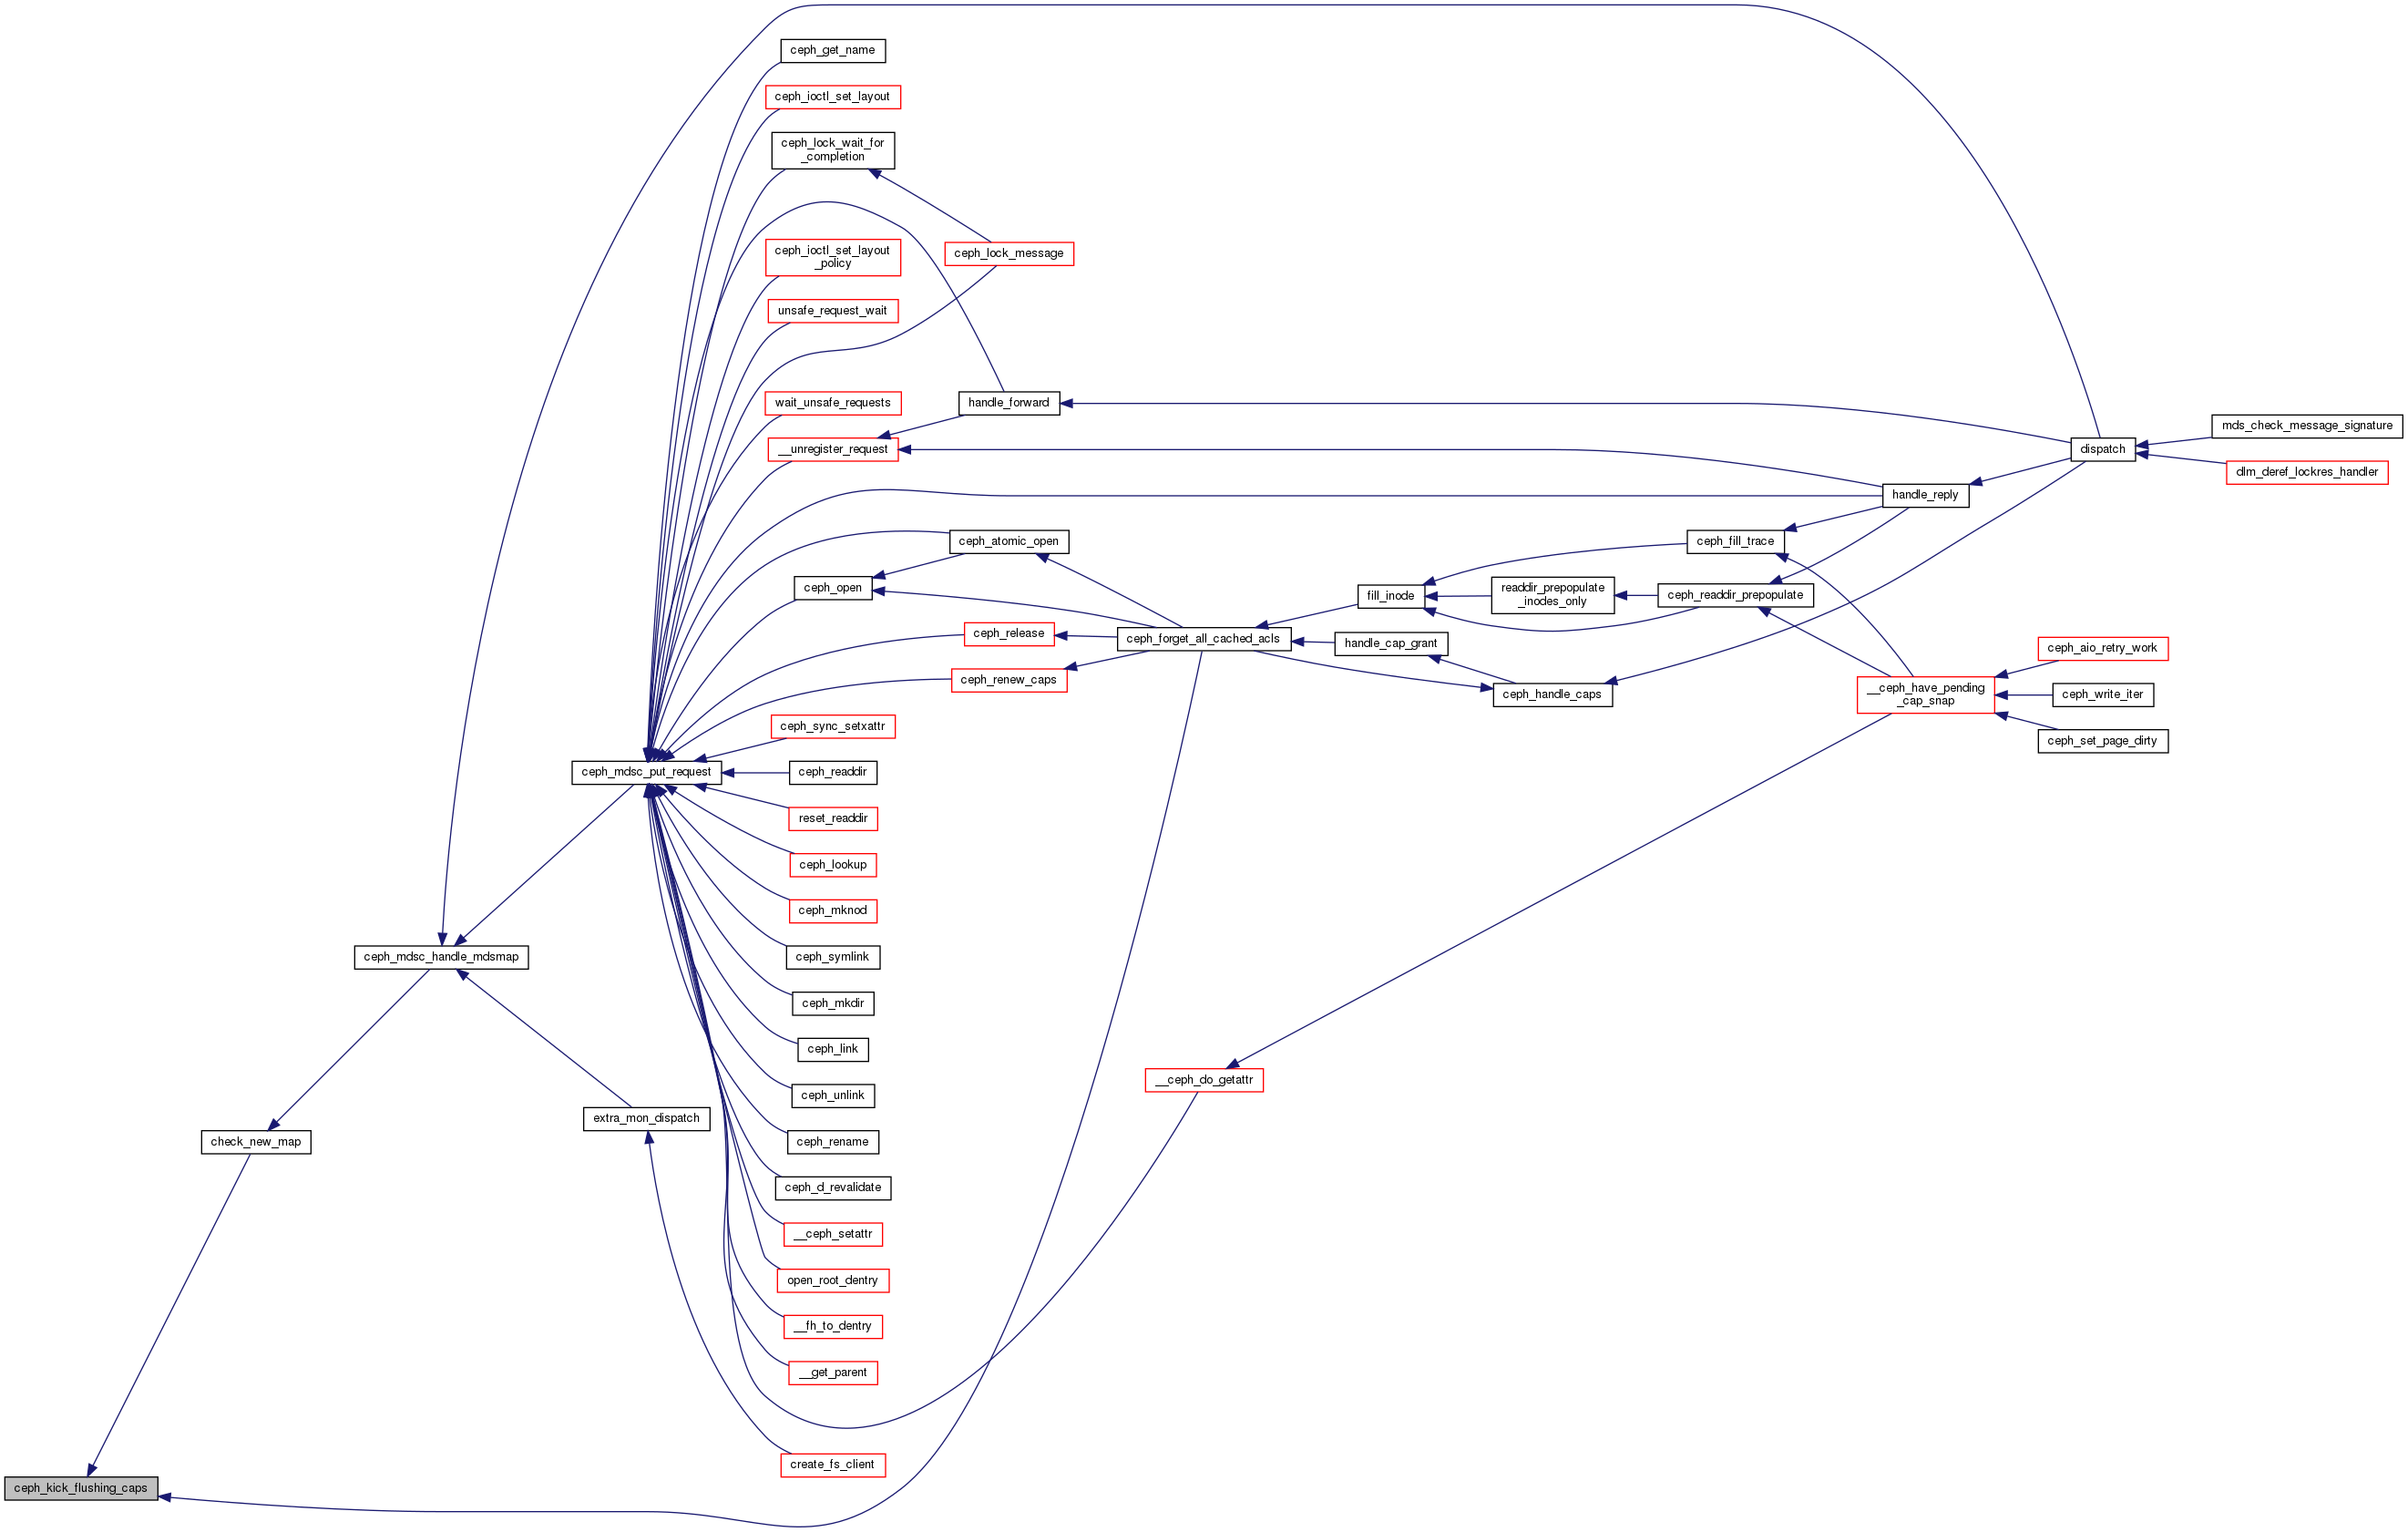 ceph_get_name
ceph_ioctl_set_layout
ceph_lock_wait_for
_completion
ceph_ioctl_set_layout
_policy
ceph_lock_message
unsafe_request_wait
wait_unsafe_requests
handle_forward
__unregister_request
mds_check_message_signature
dispatch
dlm_deref_lockres_handler
handle_reply
ceph_atomic_open
ceph_fill_trace
ceph_open
fill_inode
readdir_prepopulate
_inodes_only
ceph_readdir_prepopulate
ceph_release
ceph_forget_all_cached_acls
handle_cap_grant
ceph_aio_retry_work
ceph_renew_caps
ceph_handle_caps
__ceph_have_pending
_cap_snap
ceph_write_iter
ceph_sync_setxattr
ceph_set_page_dirty
ceph_mdsc_put_request
ceph_readdir
reset_readdir
ceph_lookup
ceph_mknod
ceph_mdsc_handle_mdsmap
ceph_symlink
ceph_mkdir
ceph_link
__ceph_do_getattr
ceph_unlink
extra_mon_dispatch
check_new_map
ceph_rename
ceph_d_revalidate
__ceph_setattr
open_root_dentry
__fh_to_dentry
__get_parent
create_fs_client
ceph_kick_flushing_caps